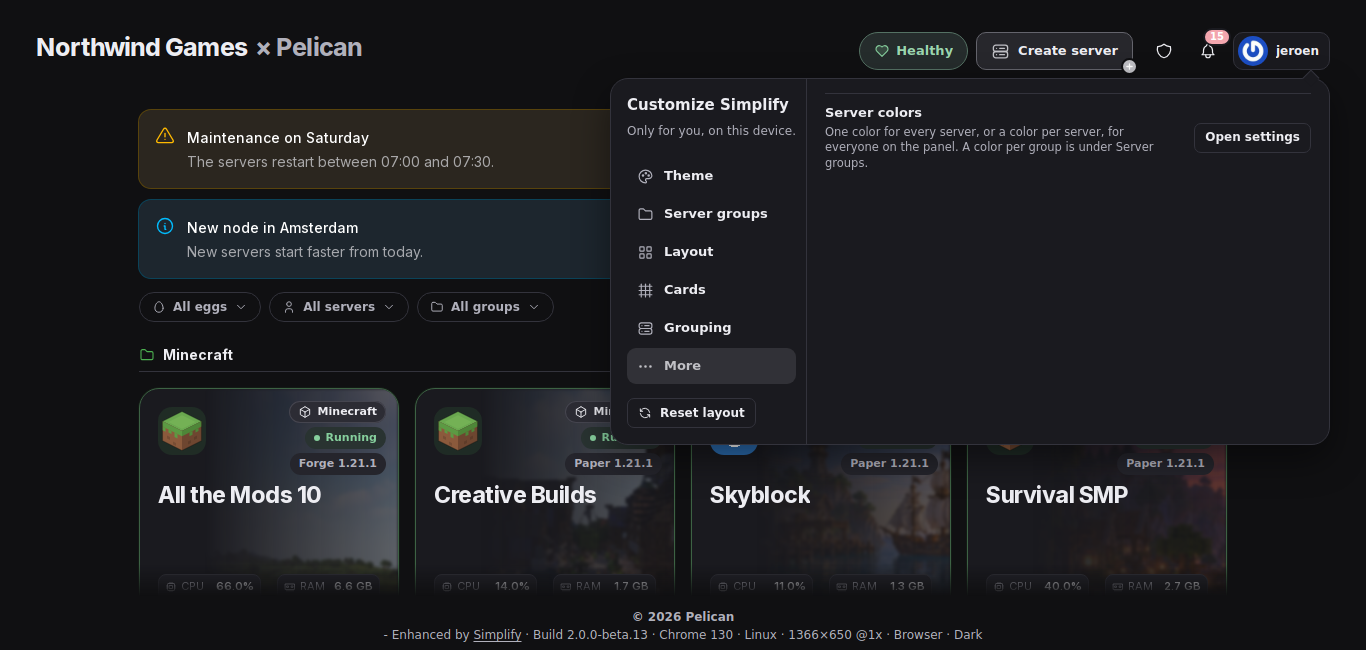 Northwind Games × Pelican
Healthy
Create server
15
jeroen
Maintenance on Saturday
The servers restart between 07:00 and 07:30.
New node in Amsterdam
New servers start faster from today.
All eggs
All servers
All groups
Customize Simplify
Only for you, on this device.
Theme
Server groups
Layout
Cards
Grouping
More
Reset layout
Server colors
One color for every server, or a color per server, for
everyone on the panel. A color per group is under Server
groups.
Open settings
Minecraft
Minecraft
Running
Forge 1.21.1
All the Mods 10
CPU 66.0%
RAM 6.6 GB
Paper 1.21.1
Creative Builds
CPU 14.0%
RAM 1.7 GB
Paper 1.21.1
Skyblock
CPU 11.0%
RAM 1.3 GB
Paper 1.21.1
Survival SMP
CPU 40.0%
RAM 2.7 GB
© 2026 Pelican
- Enhanced by Simplify · Build 2.0.0-beta.13 · Chrome 130 · Linux · 1366×650 @1x · Browser · Dark